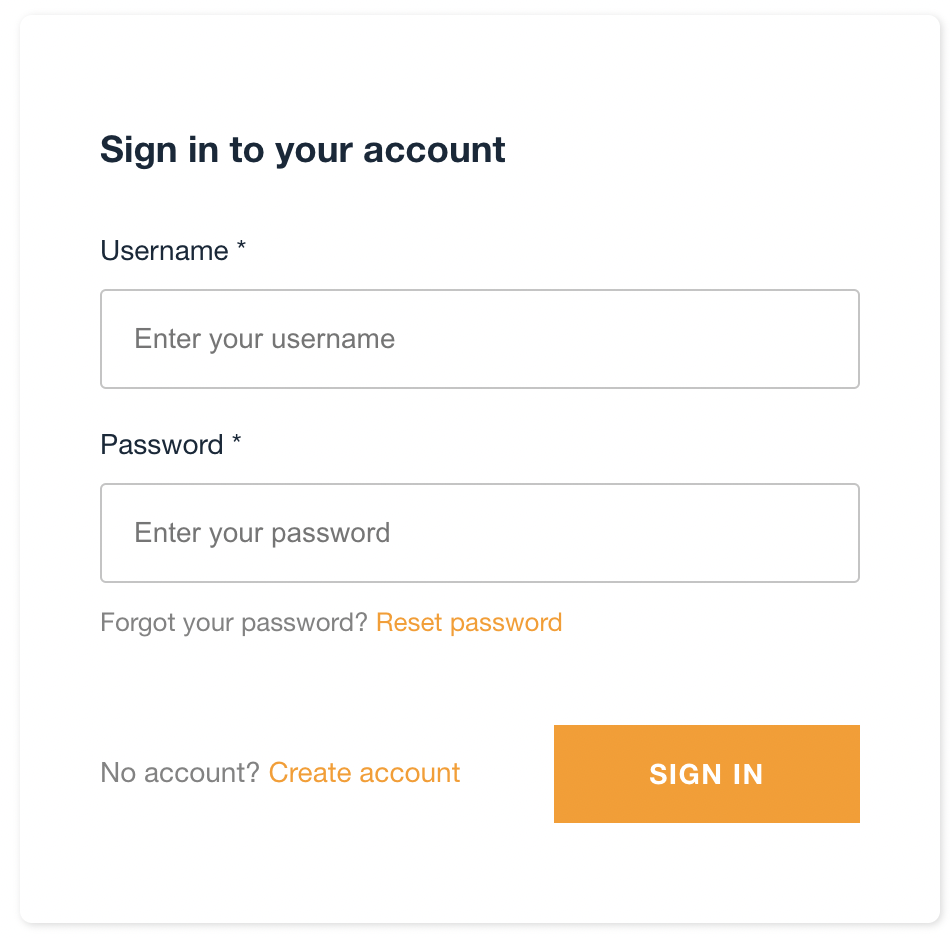 Sign in to your account
Username *
Enter your username
Password *
Enter your password
Forgot your password? Reset password
No account? Create account
SIGN IN